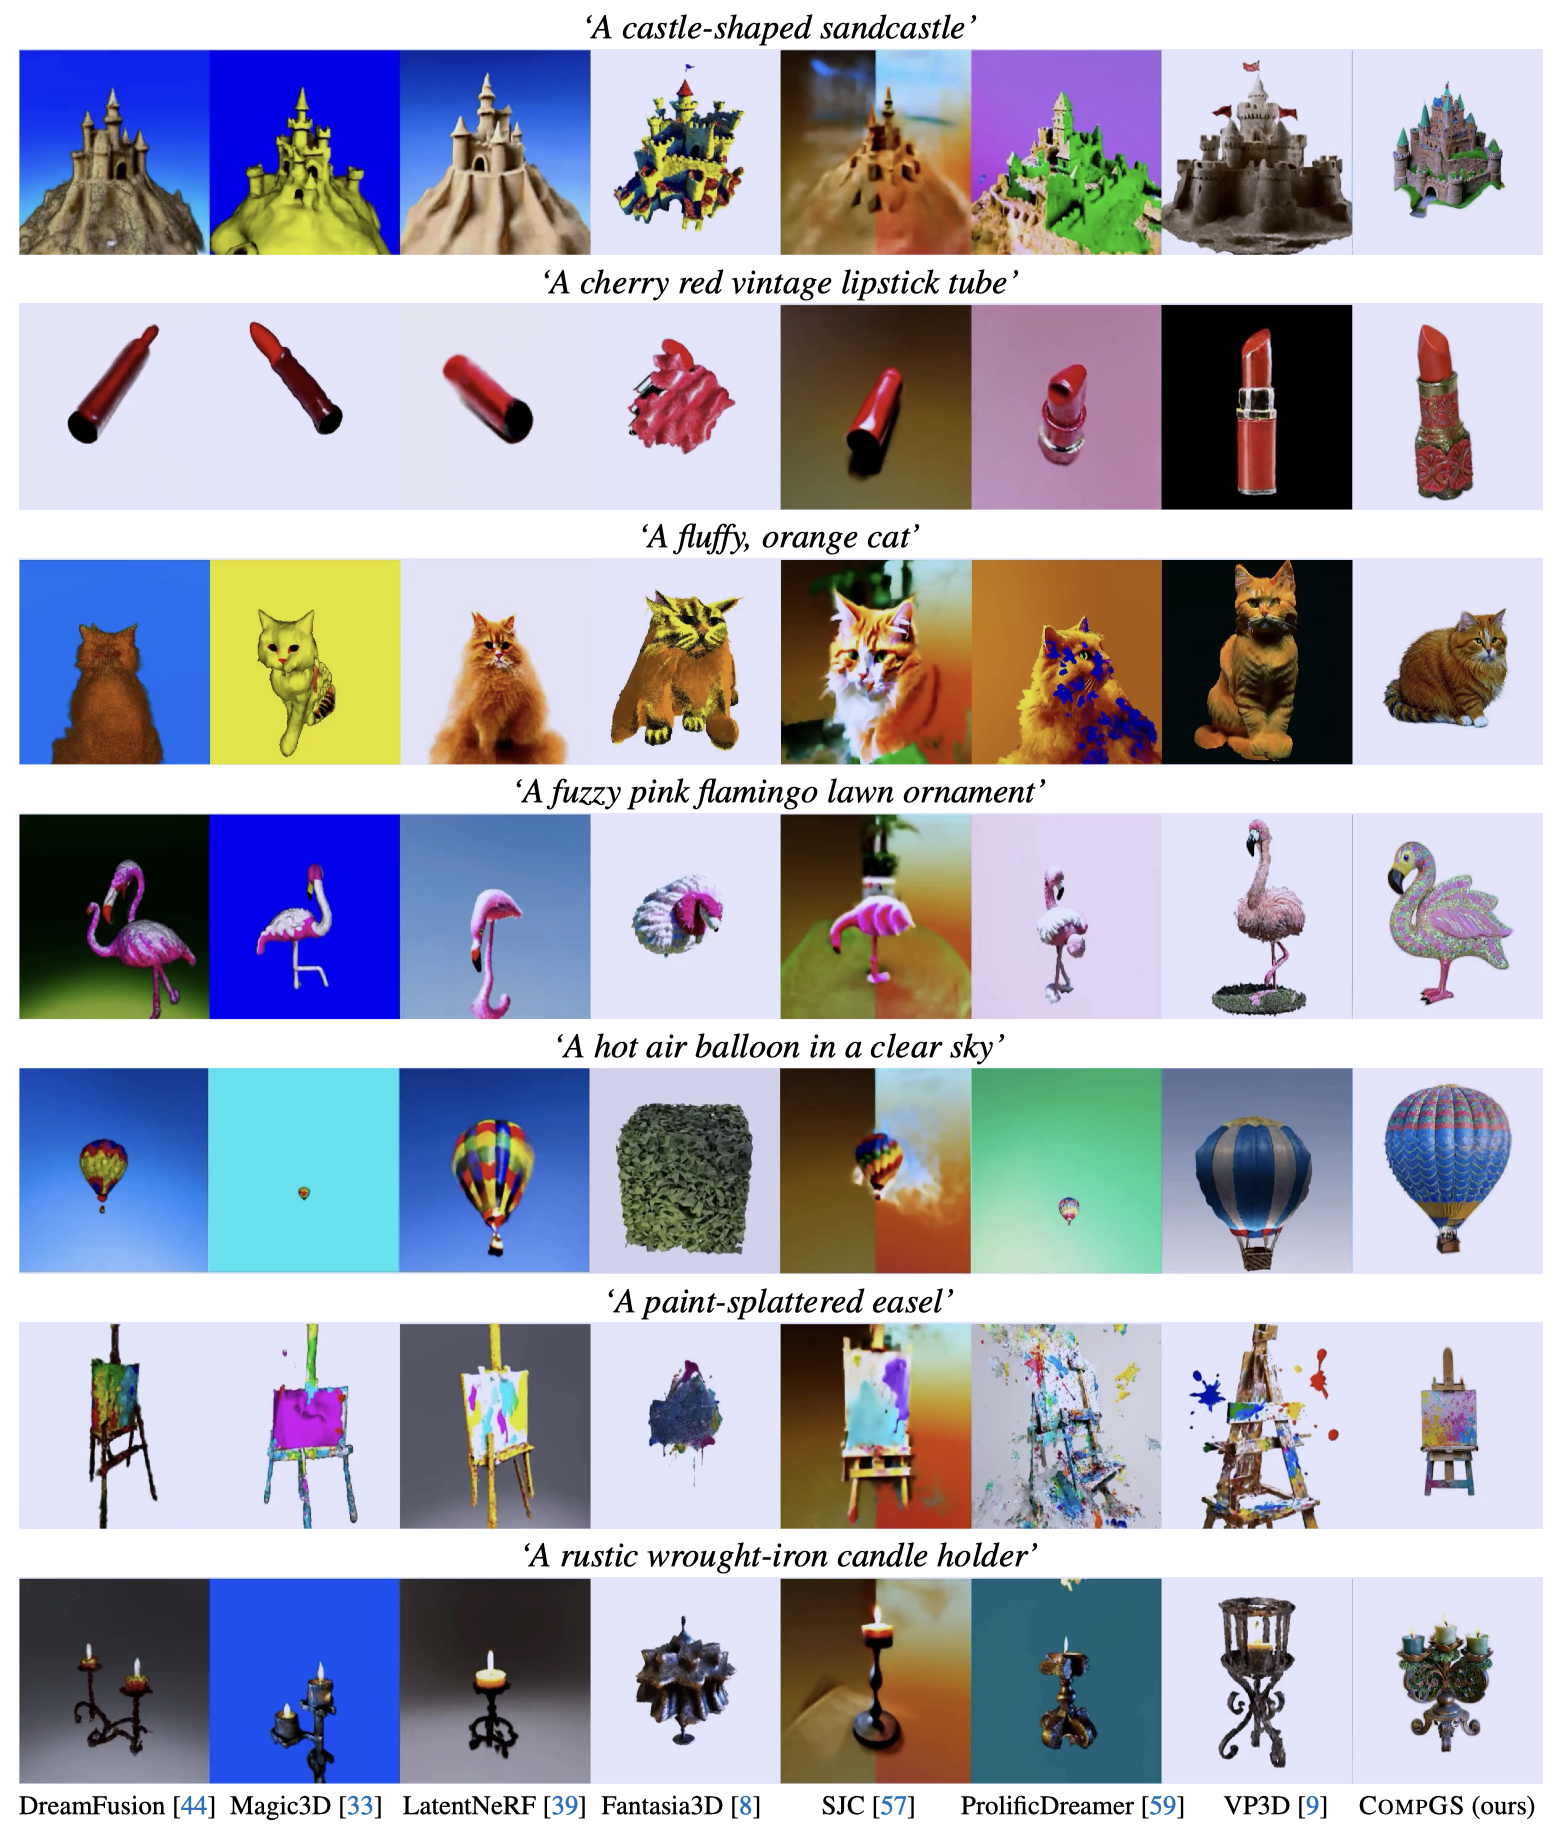 ‘A castle-shaped sandcastle’
‘A cherry red vintage lipstick tube’
‘A fluffy, orange cat’
‘A fuzzy pink flamingo lawn ornament’
‘A hot air balloon in a clear sky’
‘A paint-splattered easel’
‘A rustic wrought-iron candle holder’
DreamFusion [44] Magic3D [33] LatentNeRF [39] Fantasia3D [8] SJC [57] ProlificDreamer [59] VP3D [9] COMPGS (ours)